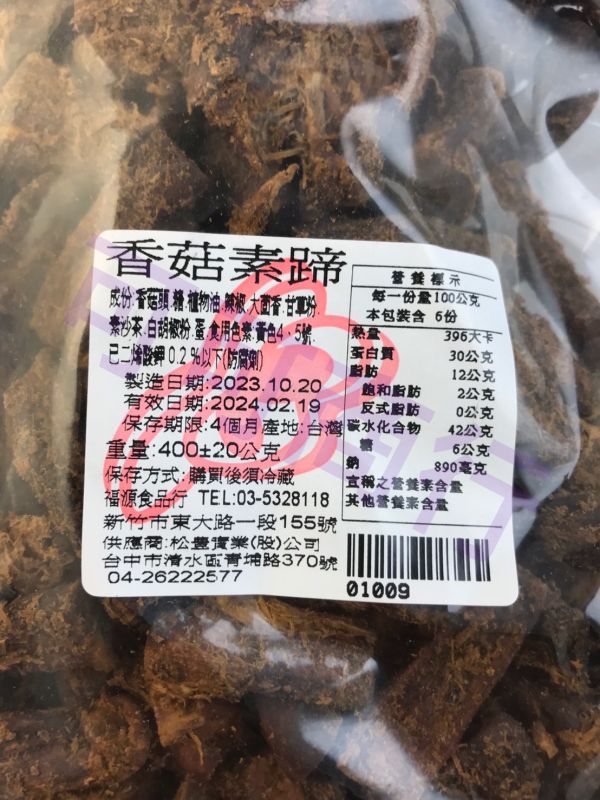 香菇素蹄
成份:香菇頭.糖.植物油.辣椒.大茴香.甘草粉.
素沙茶.白胡椒粉.蛋.食用色素:黃色4、5號.
已二烯酸鉀0.2%以下(防腐劑)
製造日期:2023.10.20
有效日期:2024.02.19
保存期限:4個月產地:台灣
重量:400±20公克
保存方式:購買後須冷藏
福源食品行 TEL:03-5328118
新竹市東大路一段155號
供應商:松豊實業(股)公司
台中市清水區青埔路370號
04-26222577
營養標示
每一份量100公克
本包裝含 6份
熱量 396大卡
蛋白質 30公克
脂肪 12公克
飽和脂肪 2公克
反式脂肪 0公克
碳水化合物 42公克
糖 6公克
鈉 890毫克
宣稱之營養素含量
其他營養素含量
01009